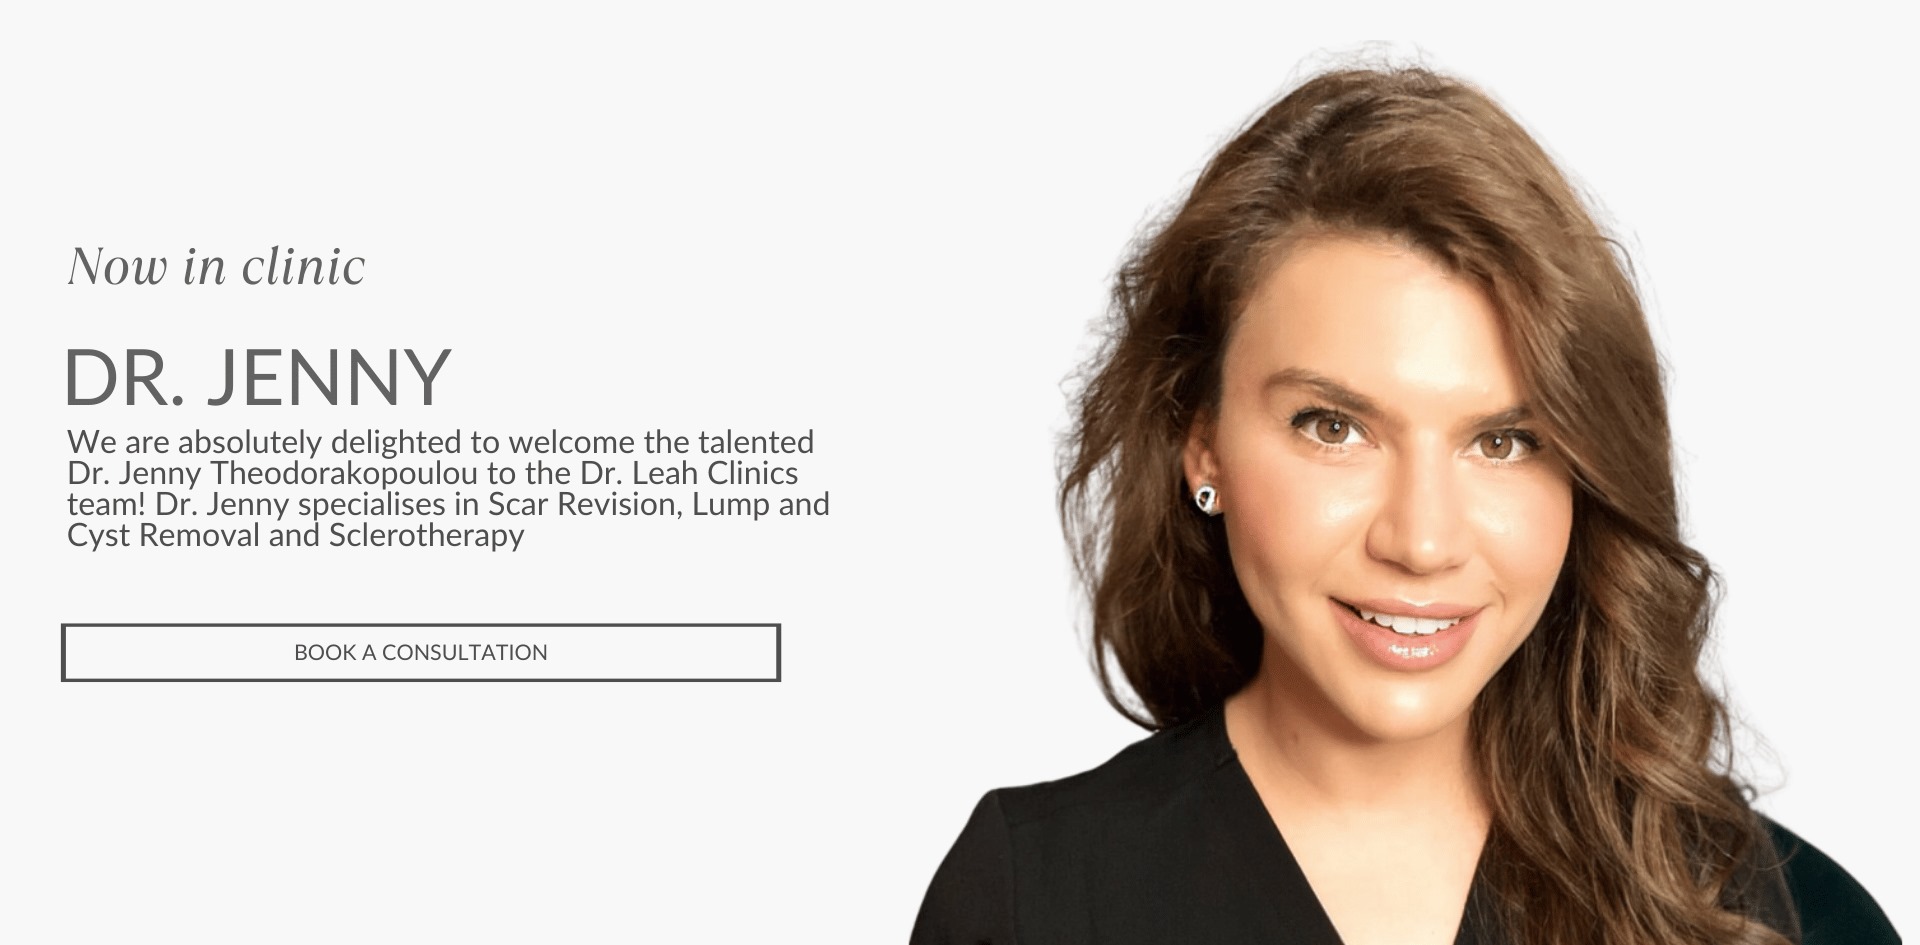 Now in clinic
DR. JENNY
We are absolutely delighted to welcome the talented
Dr. Jenny Theodorakopoulou to the Dr. Leah Clinics
team! Dr. Jenny specialises in Scar Revision, Lump and
Cyst Removal and Sclerotherapy
BOOK A CONSULTATION